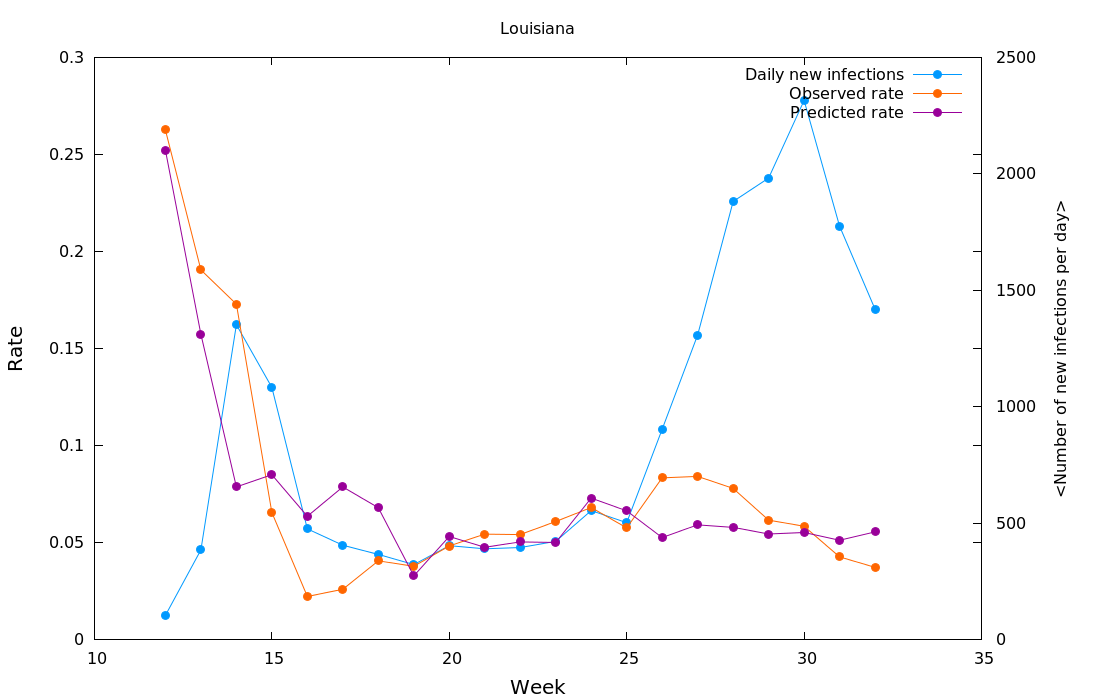 Louisiana
Daily new infections
Observed rate
Predicted rate
0.3
0.25
0.2
0.15
0.1
0.05
0
Rate
2500
2000
1500
1000
500
0
<Number of new infections per day>
10 15 20 25 30 35
Week